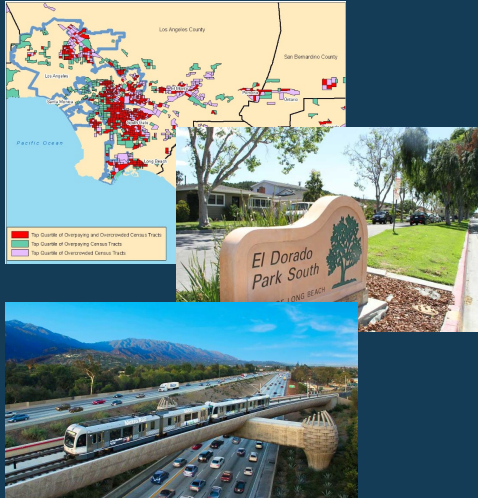 Los Angeles County
San Bernardino County
Los Angeles
Santa Monica
Pacific Ocean
Long Beach
Ontario
Top Quartile of Overpaying and Overcrowded Census Tracts
Top Quartile of Overpaying Census Tracts
Top Quartile of Overcrowded Census Tracts
El Dorado
Park South
LONG BEACH